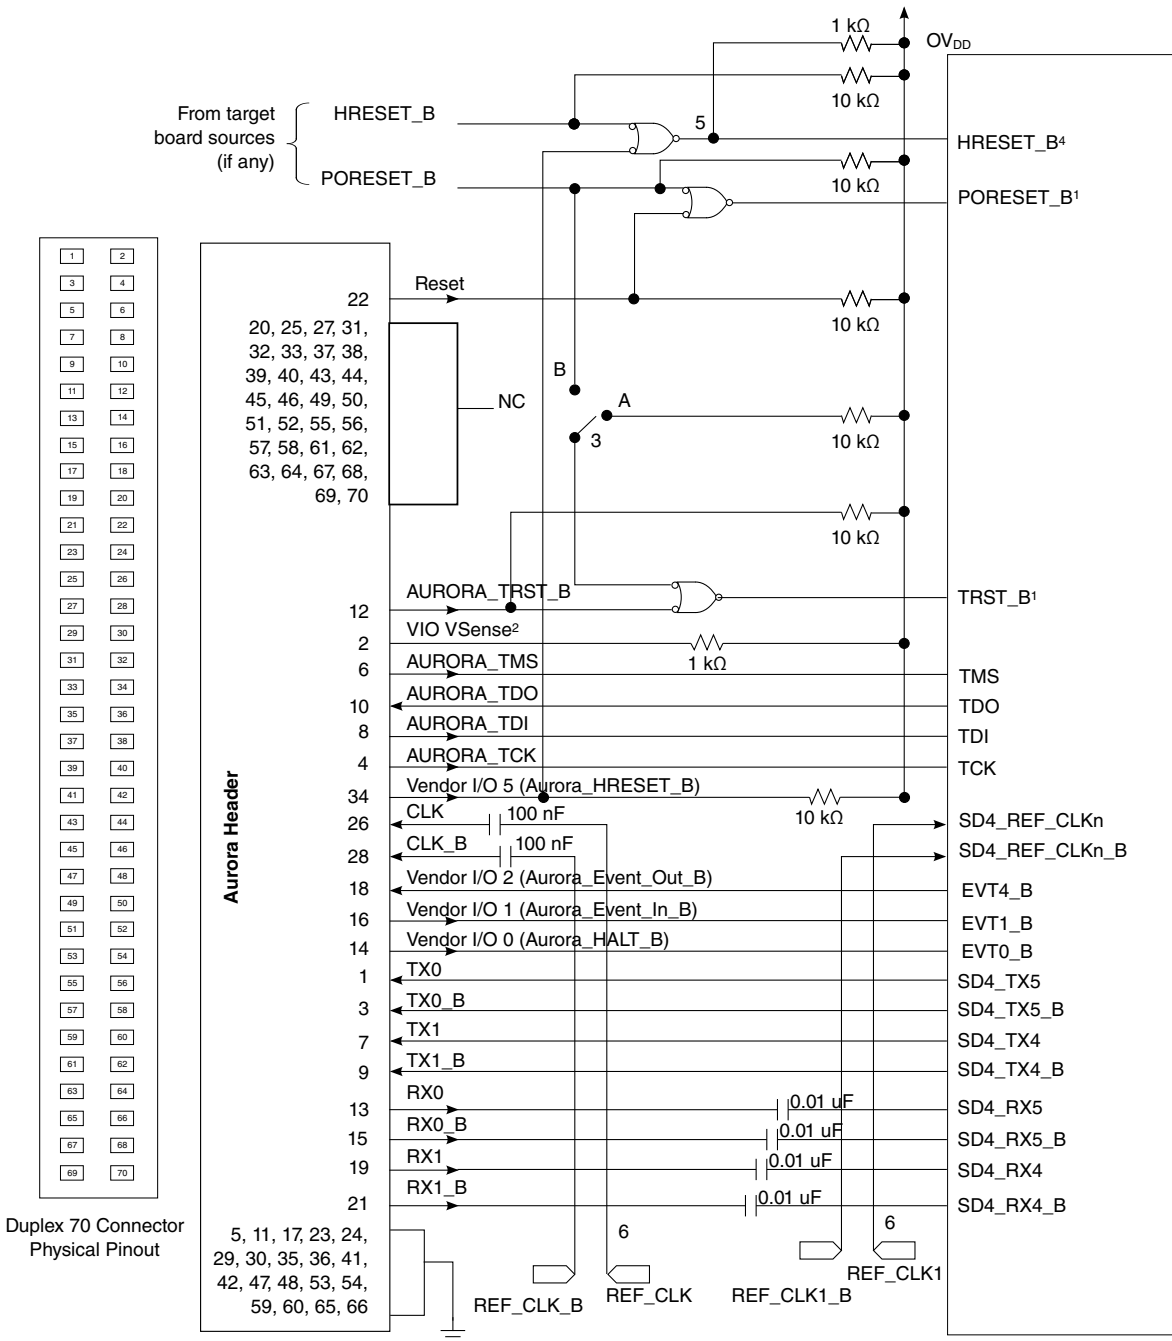 1 kΩ
OVDD
10 kΩ
From target
board sources
(if any)
HRESET_B
5
HRESET_B4
PORESET_B
10 kΩ
PORESET_B1
1 2
3 4
5 6
7 8
9 10
11 12
13 14
15 16
17 18
19 20
21 22
23 24
25 26
27 28
29 30
31 32
33 34
35 36
37 38
39 40
41 42
43 44
45 46
47 48
49 50
51 52
53 54
55 56
57 58
59 60
61 62
63 64
65 66
67 68
69 70
Duplex 70 Connector
Physical Pinout
Aurora Header
22
Reset
10 kΩ
20, 25, 27, 31,
32, 33, 37, 38,
39, 40, 43, 44,
45, 46, 49, 50,
51, 52, 55, 56,
57, 58, 61, 62,
63, 64, 67, 68,
69, 70
NC
B
A
3
10 kΩ
10 kΩ
12
AURORA_TRST_B
TRST_B1
2
VIO VSense2
1 kΩ
6
AURORA_TMS
TMS
10
AURORA_TDO
TDO
8
AURORA_TDI
TDI
4
AURORA_TCK
TCK
34
Vendor I/O 5 (Aurora_HRESET_B)
10 kΩ
26
CLK
100 nF
SD4_REF_CLKn
28
CLK_B
100 nF
SD4_REF_CLKn_B
18
Vendor I/O 2 (Aurora_Event_Out_B)
EVT4_B
16
Vendor I/O 1 (Aurora_Event_In_B)
EVT1_B
14
Vendor I/O 0 (Aurora_HALT_B)
EVT0_B
1
TX0
SD4_TX5
3
TX0_B
SD4_TX5_B
7
TX1
SD4_TX4
9
TX1_B
SD4_TX4_B
13
RX0
0.01 uF
SD4_RX5
15
RX0_B
0.01 uF
SD4_RX5_B
19
RX1
0.01 uF
SD4_RX4
21
RX1_B
0.01 uF
SD4_RX4_B
5, 11, 17, 23, 24,
29, 30, 35, 36, 41,
42, 47, 48, 53, 54,
59, 60, 65, 66
6
REF_CLK_B
REF_CLK
6
REF_CLK1_B
REF_CLK1